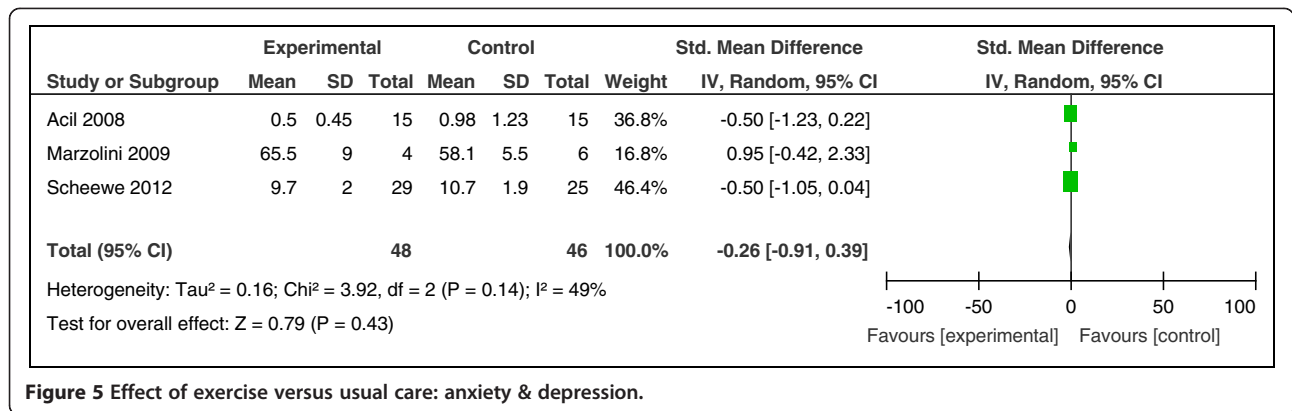 Experimental Control Std. Mean Difference Std. Mean Difference
Study or Subgroup Mean SD Total Mean SD Total Weight IV, Random, 95% CI IV, Random, 95% CI
Acil 2008 0.5 0.45 15 0.98 1.23 15 36.8% -0.50 [-1.23, 0.22]
Marzolini 2009 65.5 9 4 58.1 5.5 6 16.8% 0.95 [-0.42, 2.33]
Scheewe 2012 9.7 2 29 10.7 1.9 25 46.4% -0.50 [-1.05, 0.04]
Total (95% CI) 48 46 100.0% -0.26 [-0.91, 0.39]
Heterogeneity: Tau² = 0.16; Chi² = 3.92, df = 2 (P = 0.14); I² = 49%
Test for overall effect: Z = 0.79 (P = 0.43)
-100 -50 0 50 100
Favours [experimental] Favours [control]
Figure 5 Effect of exercise versus usual care: anxiety & depression.